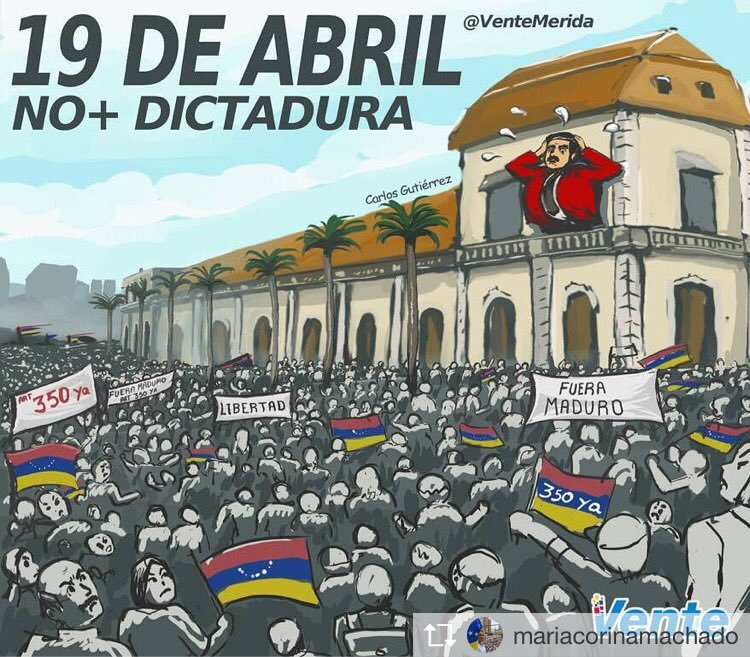 19 DE ABRIL
@VenteMerida
NO+ DICTADURA
Carlos Gutiérrez
ART 350 ya
FUERA MADURO
ART 350 YA
LIBERTAD
FUERA
MADURO
350 ya
Vente
mariacorinamachado